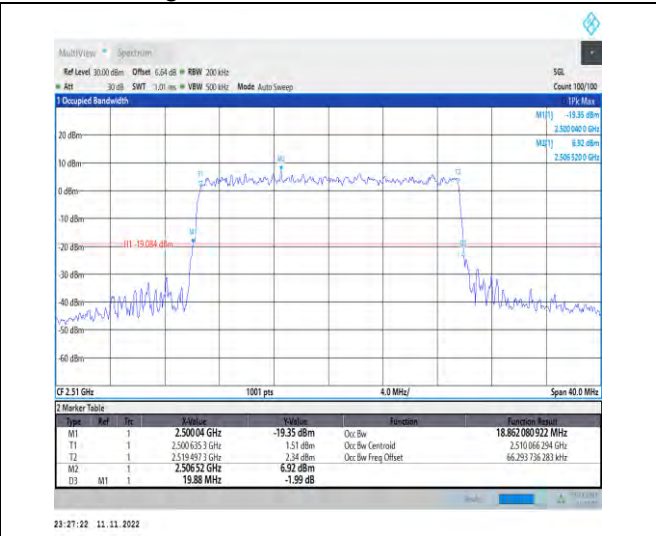 MultiView Spectrum
Ref Level 30.00 dBm Offset 6.64 dB RBW 200 kHz SGL
Att 30 dB SWT 1.01 ms VBW 500 kHz Mode Auto Sweep Count 100/100
1 Occupied Bandwidth 1Pk Max
M1[1] -19.35 dBm
2.500 040 0 GHz
20 dBm M2[1] 6.92 dBm
2.506 520 0 GHz
10 dBm
M2
T1 T2
0 dBm
-10 dBm
M1
-20 dBm H1 -19.084 dBm
D3
-30 dBm
-40 dBm
-50 dBm
-60 dBm
CF 2.51 GHz 1001 pts 4.0 MHz/ Span 40.0 MHz
2 Marker Table
Type Ref Trc X-Value Y-Value Function Function Result
M1 1 2.500 04 GHz -19.35 dBm Occ Bw 18.862 080 922 MHz
T1 1 2.500 635 3 GHz 1.51 dBm Occ Bw Centroid 2.510 066 294 GHz
T2 1 2.519 497 3 GHz 2.34 dBm Occ Bw Freq Offset 66.293 736 283 kHz
M2 1 2.506 52 GHz 6.92 dBm
D3 M1 1 19.88 MHz -1.99 dB
23:27:22 11.11.2022